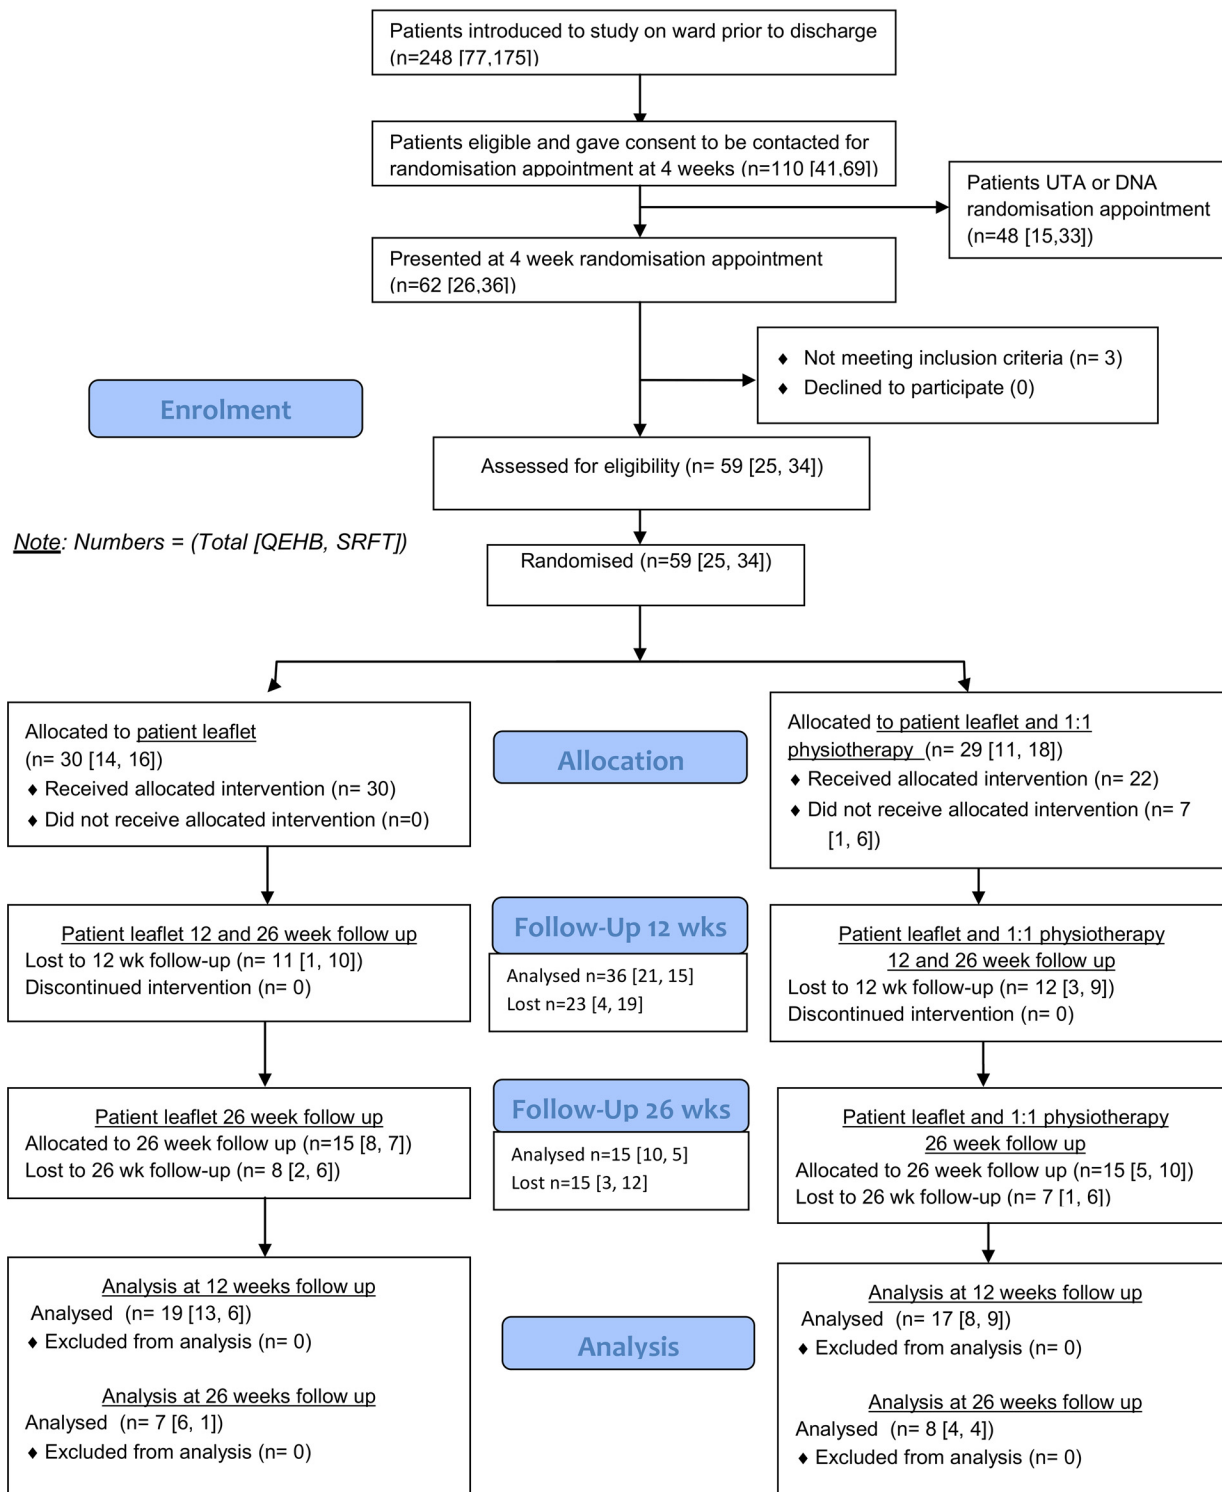 Patients introduced to study on ward prior to discharge
(n=248 [77,175])
Patients eligible and gave consent to be contacted for
randomisation appointment at 4 weeks (n=110 [41,69])
Patients UTA or DNA
randomisation appointment
(n=48 [15,33])
Presented at 4 week randomisation appointment
(n=62 [26,36])
♦ Not meeting inclusion criteria (n= 3)
♦ Declined to participate (0)
Enrolment
Assessed for eligibility (n= 59 [25, 34])
Note: Numbers = (Total [QEHB, SRFT])
Randomised (n=59 [25, 34])
Allocated to patient leaflet
(n= 30 [14, 16])
♦ Received allocated intervention (n= 30)
♦ Did not receive allocated intervention (n=0)
Allocation
Allocated to patient leaflet and 1:1
physiotherapy (n= 29 [11, 18])
♦ Received allocated intervention (n= 22)
♦ Did not receive allocated intervention (n= 7
[1, 6])
Patient leaflet 12 and 26 week follow up
Lost to 12 wk follow-up (n= 11 [1, 10])
Discontinued intervention (n= 0)
Follow-Up 12 wks
Analysed n=36 [21, 15]
Lost n=23 [4, 19]
Patient leaflet and 1:1 physiotherapy
12 and 26 week follow up
Lost to 12 wk follow-up (n= 12 [3, 9])
Discontinued intervention (n= 0)
Patient leaflet 26 week follow up
Allocated to 26 week follow up (n=15 [8, 7])
Lost to 26 wk follow-up (n= 8 [2, 6])
Follow-Up 26 wks
Analysed n=15 [10, 5]
Lost n=15 [3, 12]
Patient leaflet and 1:1 physiotherapy
26 week follow up
Allocated to 26 week follow up (n=15 [5, 10])
Lost to 26 wk follow-up (n= 7 [1, 6])
Analysis at 12 weeks follow up
Analysed (n= 19 [13, 6])
♦ Excluded from analysis (n= 0)
Analysis at 26 weeks follow up
Analysed (n= 7 [6, 1])
♦ Excluded from analysis (n= 0)
Analysis
Analysis at 12 weeks follow up
Analysed (n= 17 [8, 9])
♦ Excluded from analysis (n= 0)
Analysis at 26 weeks follow up
Analysed (n= 8 [4, 4])
♦ Excluded from analysis (n= 0)